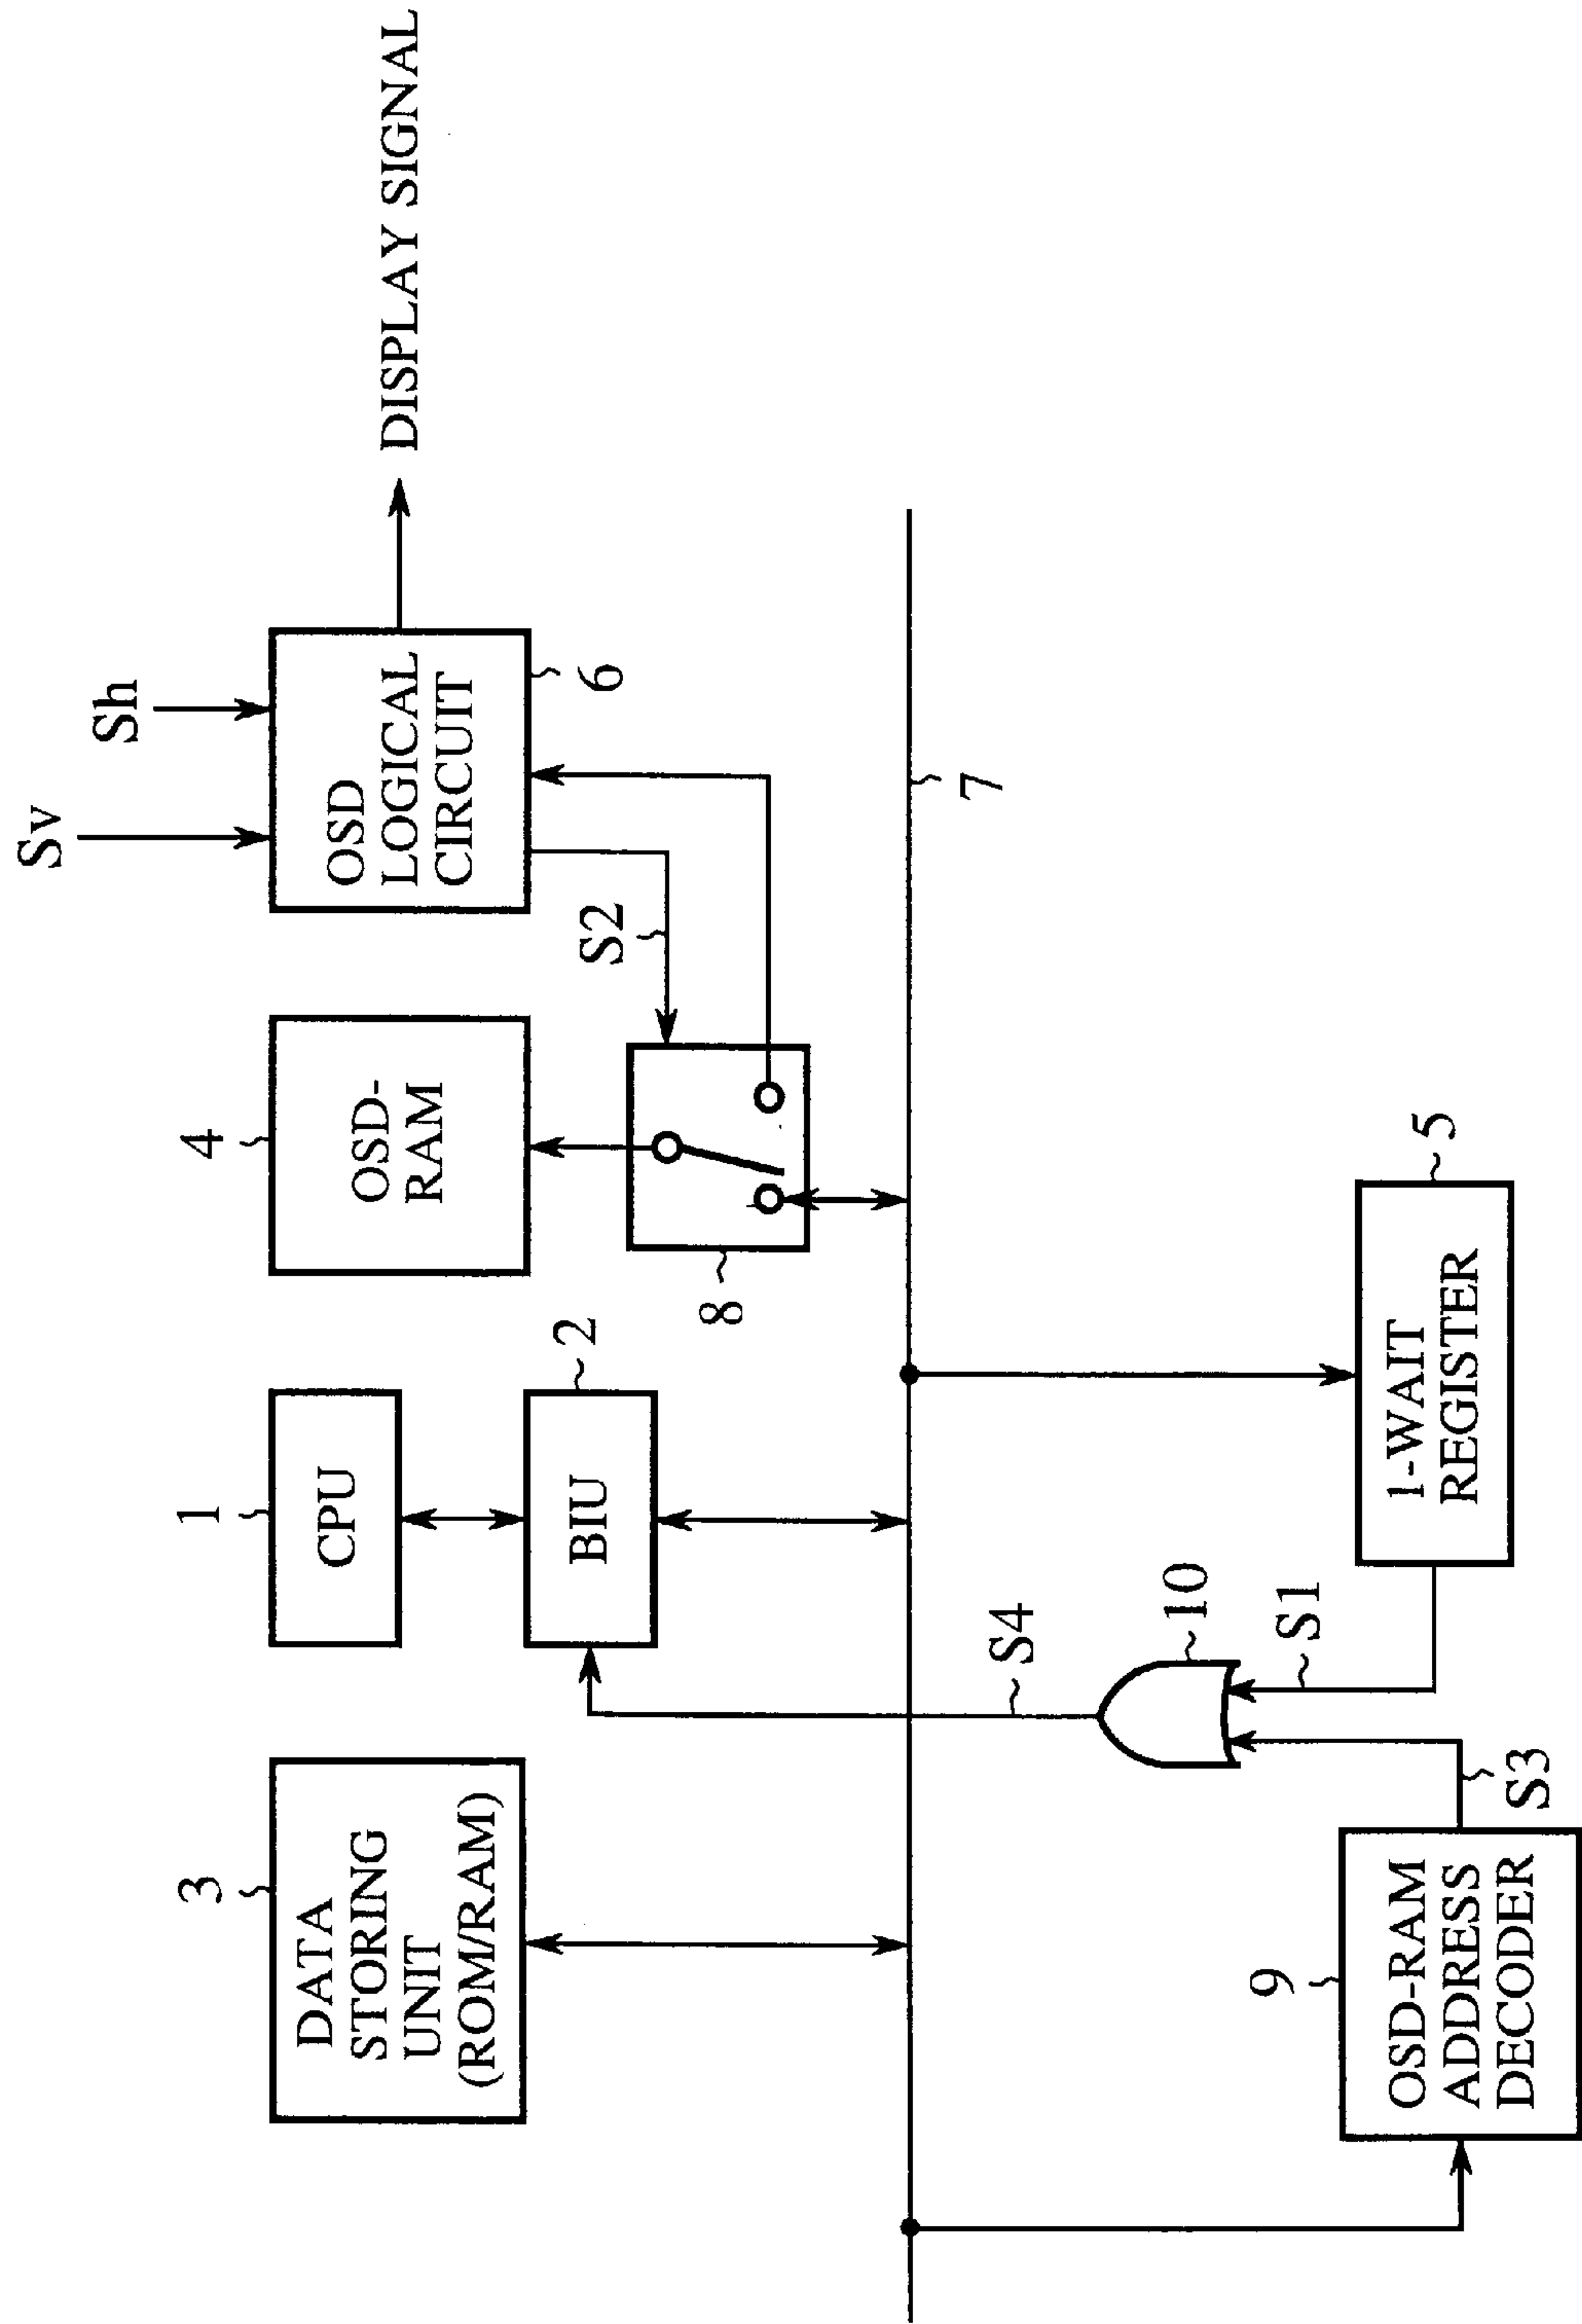 3
DATA
STORING
UNIT
(ROM/RAM)
1
CPU
BIU
2
4
OSD-
RAM
8
Sv
Sh
OSD
LOGICAL
CIRCUIT
6
S2
DISPLAY SIGNAL
7
S4
10
S1
S3
9
OSD-RAM
ADDRESS
DECODER
1-WAIT
REGISTER
5